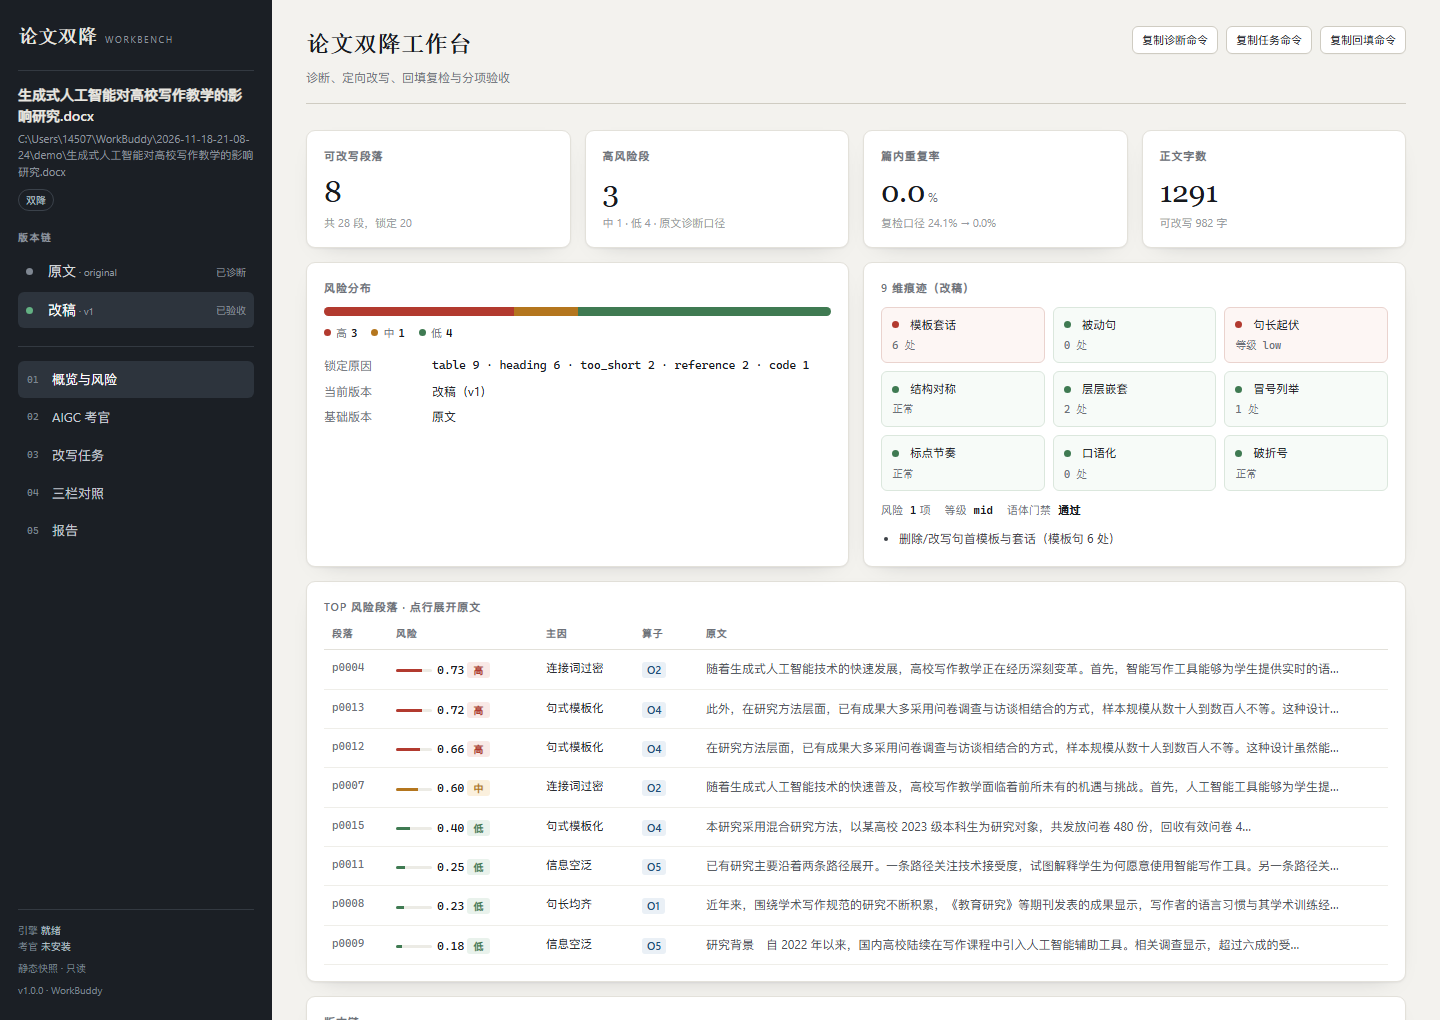 论文双降 WORKBENCH
生成式人工智能对高校写作教学的影
响研究.docx
C:\Users\14507\WorkBuddy\2026-11-18-21-08-
24\demo\生成式人工智能对高校写作教学的影响
研究.docx
双降
版本链
原文 · original 已诊断
改稿 · v1 已验收
01 概览与风险
02 AIGC 考官
03 改写任务
04 三栏对照
05 报告
引擎 就绪
考官 未安装
静态快照 · 只读
v1.0.0 · WorkBuddy
论文双降工作台
诊断、定向改写、回填复检与分项验收
复制诊断命令 复制任务命令 复制回填命令
可改写段落
8
共 28 段，锁定 20
高风险段
3
中 1 · 低 4 · 原文诊断口径
篇内重复率
0.0 %
复检口径 24.1% → 0.0%
正文字数
1291
可改写 982 字
风险分布
高 3 中 1 低 4
锁定原因 table 9 · heading 6 · too_short 2 · reference 2 · code 1
当前版本 改稿（v1）
基础版本 原文
9 维痕迹（改稿）
模板套话
6 处
被动句
0 处
句长起伏
等级 low
结构对称
正常
层层嵌套
2 处
冒号列举
1 处
标点节奏
正常
口语化
0 处
破折号
正常
风险 1 项 等级 mid 语体门禁 通过
• 删除/改写句首模板与套话（模板句 6 处）
TOP 风险段落 · 点行展开原文
段落 风险 主因 算子 原文
p0004 0.73 高 连接词过密 O2 随着生成式人工智能技术的快速发展，高校写作教学正在经历深刻变革。首先，智能写作工具能够为学生提供实时的语...
p0013 0.72 高 句式模板化 O4 此外，在研究方法层面，已有成果大多采用问卷调查与访谈相结合的方式，样本规模从数十人到数百人不等。这种设计...
p0012 0.66 高 句式模板化 O4 在研究方法层面，已有成果大多采用问卷调查与访谈相结合的方式，样本规模从数十人到数百人不等。这种设计虽然能...
p0007 0.60 中 连接词过密 O2 随着生成式人工智能技术的快速普及，高校写作教学面临着前所未有的机遇与挑战。首先，人工智能工具能够为学生提...
p0015 0.40 低 句式模板化 O4 本研究采用混合研究方法，以某高校 2023 级本科生为研究对象，共发放问卷 480 份，回收有效问卷 4...
p0011 0.25 低 信息空泛 O5 已有研究主要沿着两条路径展开。一条路径关注技术接受度，试图解释学生为何愿意使用智能写作工具。另一条路径关...
p0008 0.23 低 句长均齐 O1 近年来，围绕学术写作规范的研究不断积累，《教育研究》等期刊发表的成果显示，写作者的语言习惯与其学术训练经...
p0009 0.18 低 信息空泛 O5 研究背景 自 2022 年以来，国内高校陆续在写作课程中引入人工智能辅助工具。相关调查显示，超过六成的受...
版本链